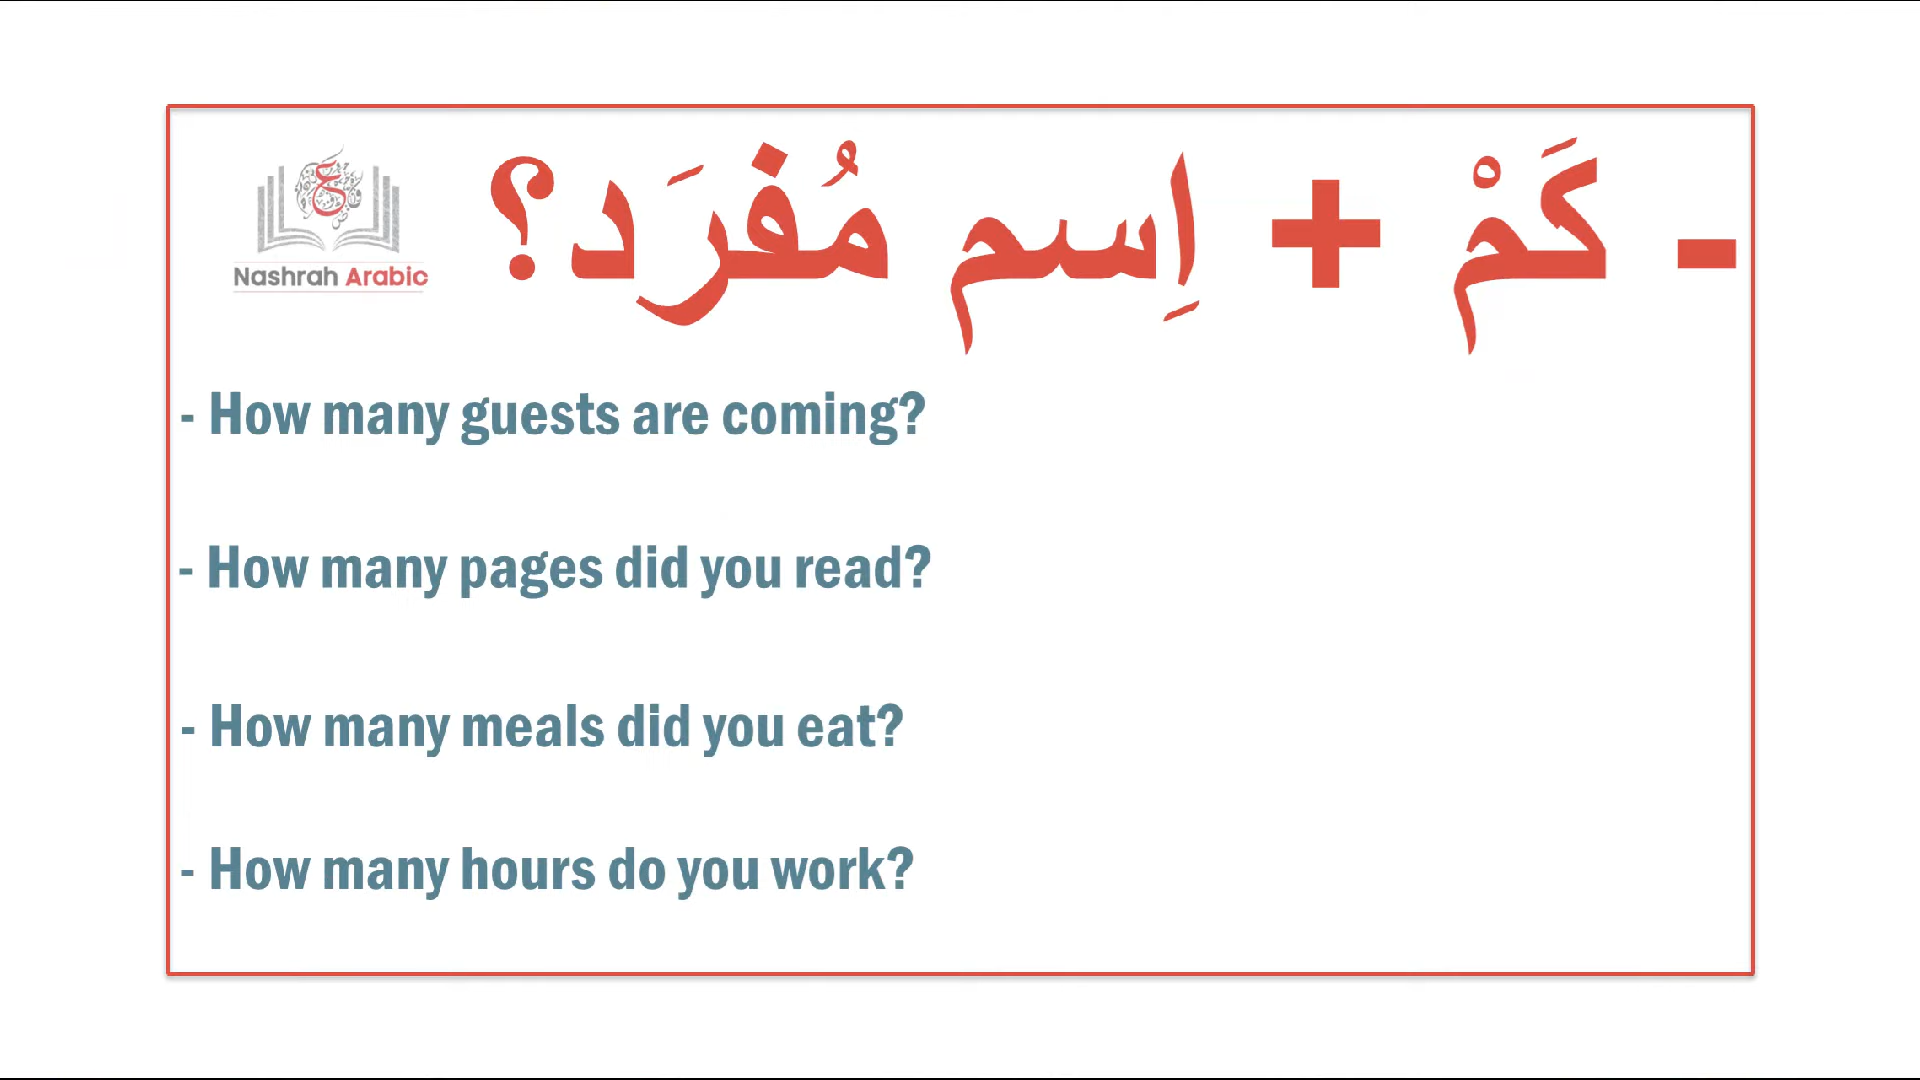 - كَمْ + اِسم مُفرَد؟
Nashrah Arabic
- How many guests are coming?
- How many pages did you read?
- How many meals did you eat?
- How many hours do you work?